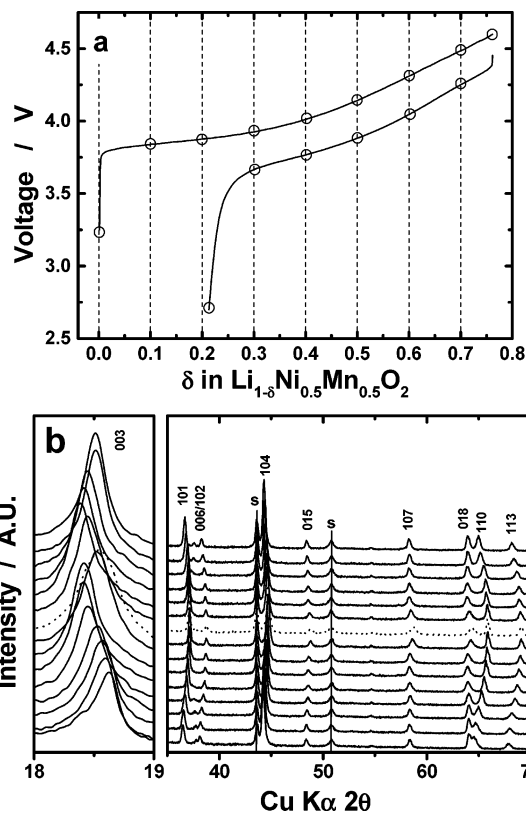 a
4.5
4.0
3.5
3.0
2.5
Voltage / V
0.0 0.1 0.2 0.3 0.4 0.5 0.6 0.7 0.8
δ in Li1-δNi0.5Mn0.5O2
b
003
101
006/102
s
104
015
s
107
018
110
113
Intensity / A.U.
18 19 40 50 60 7
Cu Kα 2θ